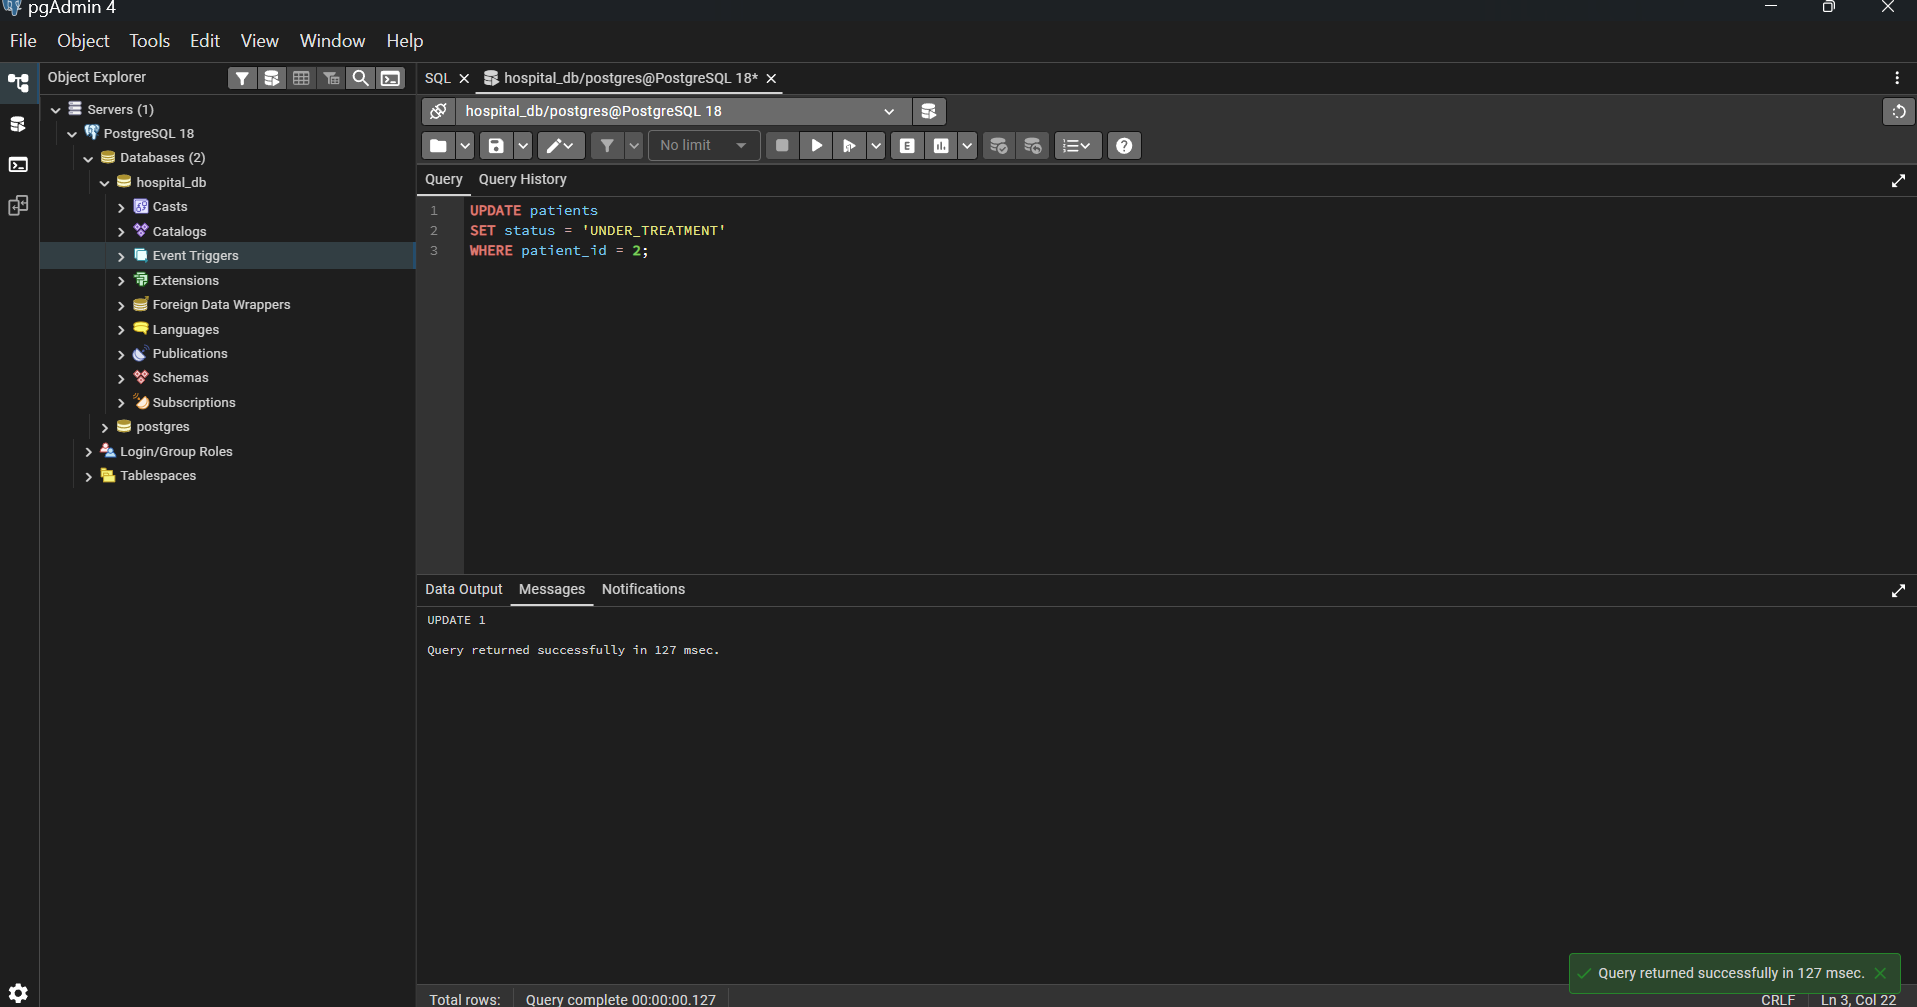 pgAdmin 4
File Object Tools Edit View Window Help
Object Explorer
SQL
hospital_db/postgres@PostgreSQL 18*
hospital_db/postgres@PostgreSQL 18
No limit
E
Servers (1)
PostgreSQL 18
Databases (2)
hospital_db
Casts
Catalogs
Event Triggers
Extensions
Foreign Data Wrappers
Languages
Publications
Schemas
Subscriptions
postgres
Login/Group Roles
Tablespaces
Query Query History
1 UPDATE patients
2 SET status = 'UNDER_TREATMENT'
3 WHERE patient_id = 2;
Data Output Messages Notifications
UPDATE 1
Query returned successfully in 127 msec.
Query returned successfully in 127 msec.
Total rows: Query complete 00:00:00.127 CRLF Ln 3, Col 22